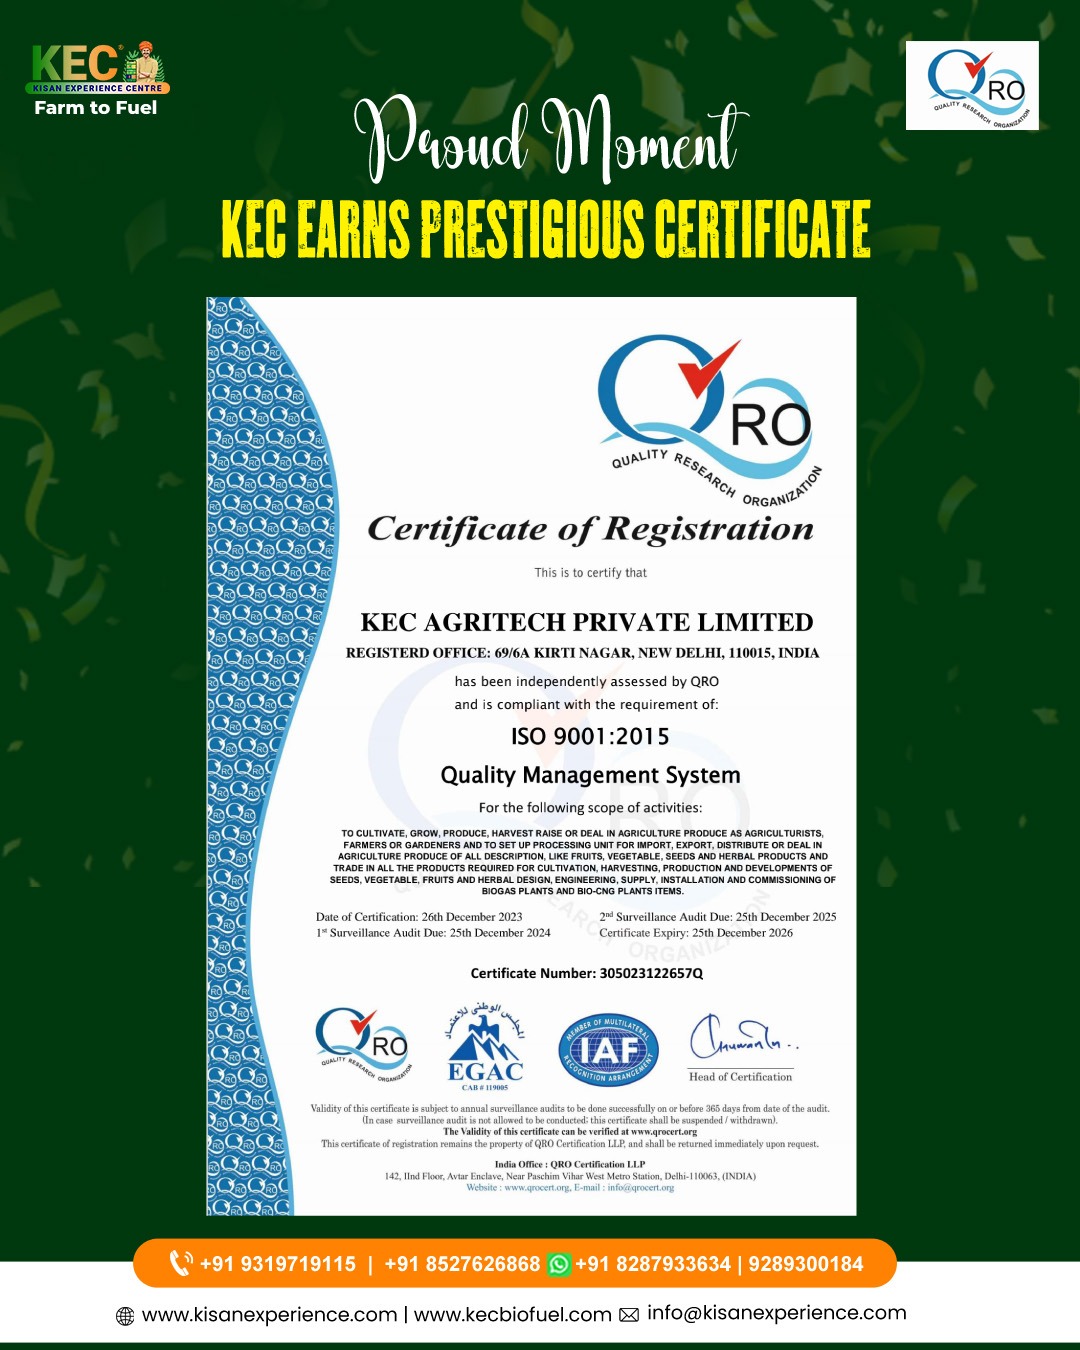 KEC
KISAN EXPERIENCE CENTRE
Farm to Fuel
QRO
QUALITY RESEARCH ORGANIZATION
Proud Moment
KEC EARNS PRESTIGIOUS CERTIFICATE
QRO
QUALITY RESEARCH ORGANIZATION
Certificate of Registration
This is to certify that
KEC AGRITECH PRIVATE LIMITED
REGISTERD OFFICE: 69/6A KIRTI NAGAR, NEW DELHI, 110015, INDIA
has been independently assessed by QRO
and is compliant with the requirement of:
ISO 9001:2015
Quality Management System
For the following scope of activities:
TO CULTIVATE, GROW, PRODUCE, HARVEST RAISE OR DEAL IN AGRICULTURE PRODUCE AS AGRICULTURISTS,
FARMERS OR GARDENERS AND TO SET UP PROCESSING UNIT FOR IMPORT, EXPORT, DISTRIBUTE OR DEAL IN
AGRICULTURE PRODUCE OF ALL DESCRIPTION, LIKE FRUITS, VEGETABLE, SEEDS AND HERBAL PRODUCTS AND
TRADE IN ALL THE PRODUCTS REQUIRED FOR CULTIVATION, HARVESTING, PRODUCTION AND DEVELOPMENTS OF
SEEDS, VEGETABLE, FRUITS AND HERBAL DESIGN, ENGINEERING, SUPPLY, INSTALLATION AND COMMISSIONING OF
BIOGAS PLANTS AND BIO-CNG PLANTS ITEMS.
Date of Certification: 26th December 2023
2nd Surveillance Audit Due: 25th December 2025
1st Surveillance Audit Due: 25th December 2024
Certificate Expiry: 25th December 2026
Certificate Number: 305023122657Q
QRO
QUALITY RESEARCH ORGANIZATION
المجلس الوطنى للاعتماد
EGAC
CAB # 119005
MEMBER OF MULTILATERAL
IAF
RECOGNITION ARRANGEMENT
Head of Certification
Validity of this certificate is subject to annual surveillance audits to be done successfully on or before 365 days from date of the audit.
(In case surveillance audit is not allowed to be conducted; this certificate shall be suspended / withdrawn).
The Validity of this certificate can be verified at www.qrocert.org
This certificate of registration remains the property of QRO Certification LLP, and shall be returned immediately upon request.
India Office : QRO Certification LLP
142, IInd Floor, Avtar Enclave, Near Paschim Vihar West Metro Station, Delhi-110063, (INDIA)
Website : www.qrocert.org, E-mail : info@qrocert.org
+91 9319719115 | +91 8527626868 +91 8287933634 | 9289300184
www.kisanexperience.com | www.kecbiofuel.com info@kisanexperience.com